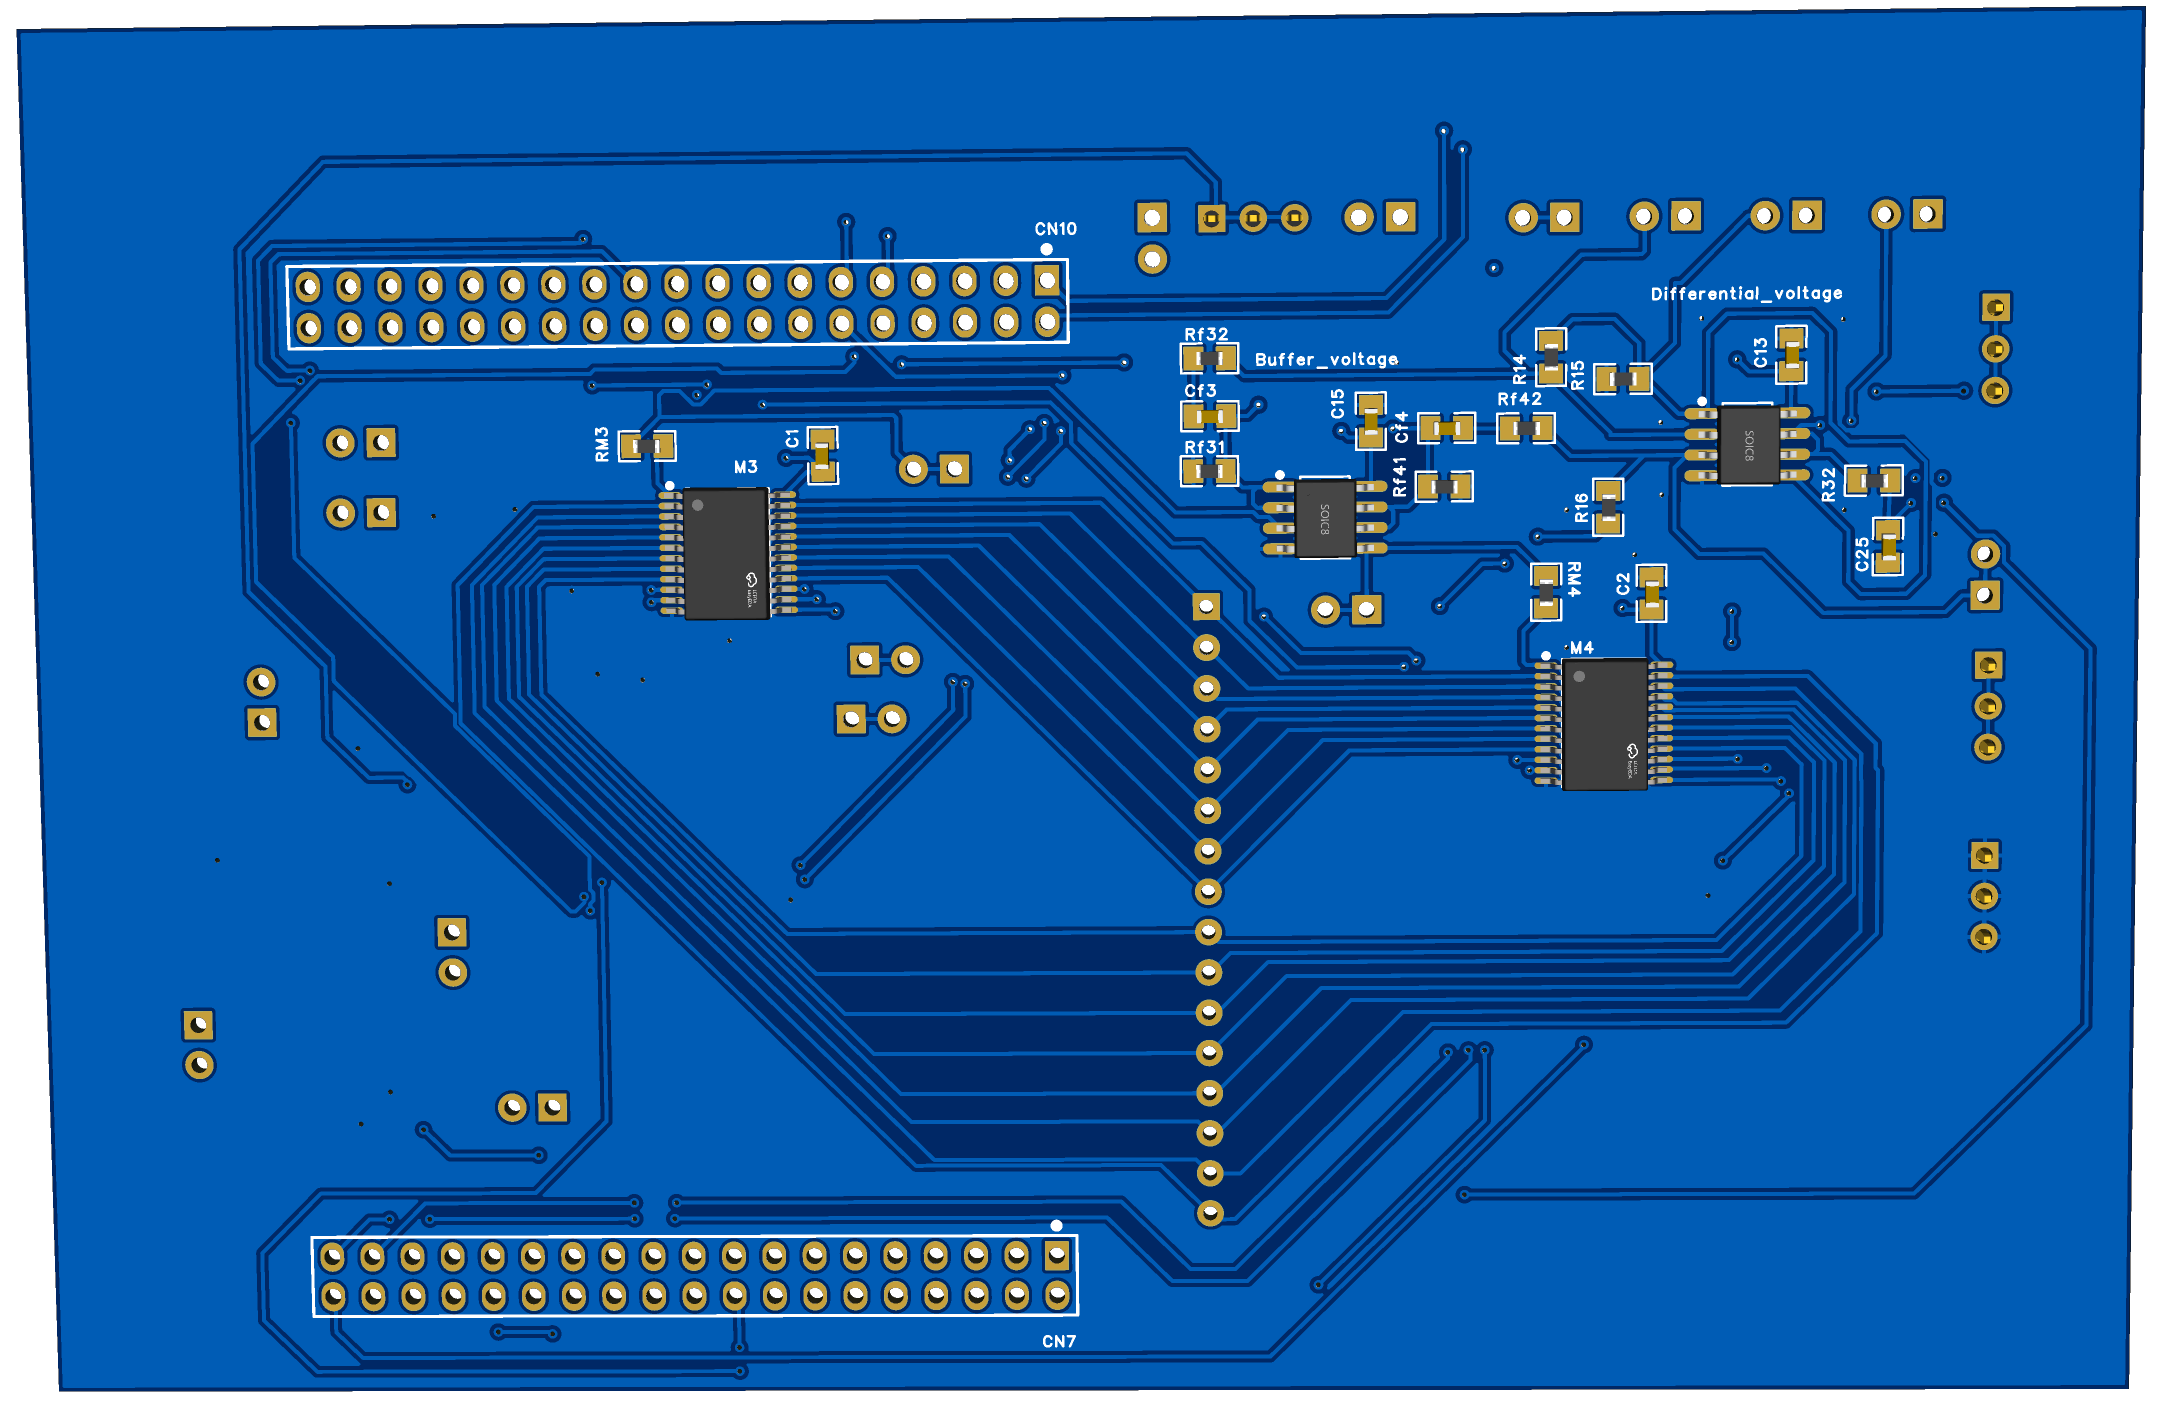 CN10
Differential_voltage
Rf32
Buffer_voltage
C13
R14
R15
Cf3
C15
Cf4
Rf42
RM3
C1
M3
Rf31
Rf41
SOIC8
R32
R16
SOIC8
C25
RM4
C2
M4
CN7